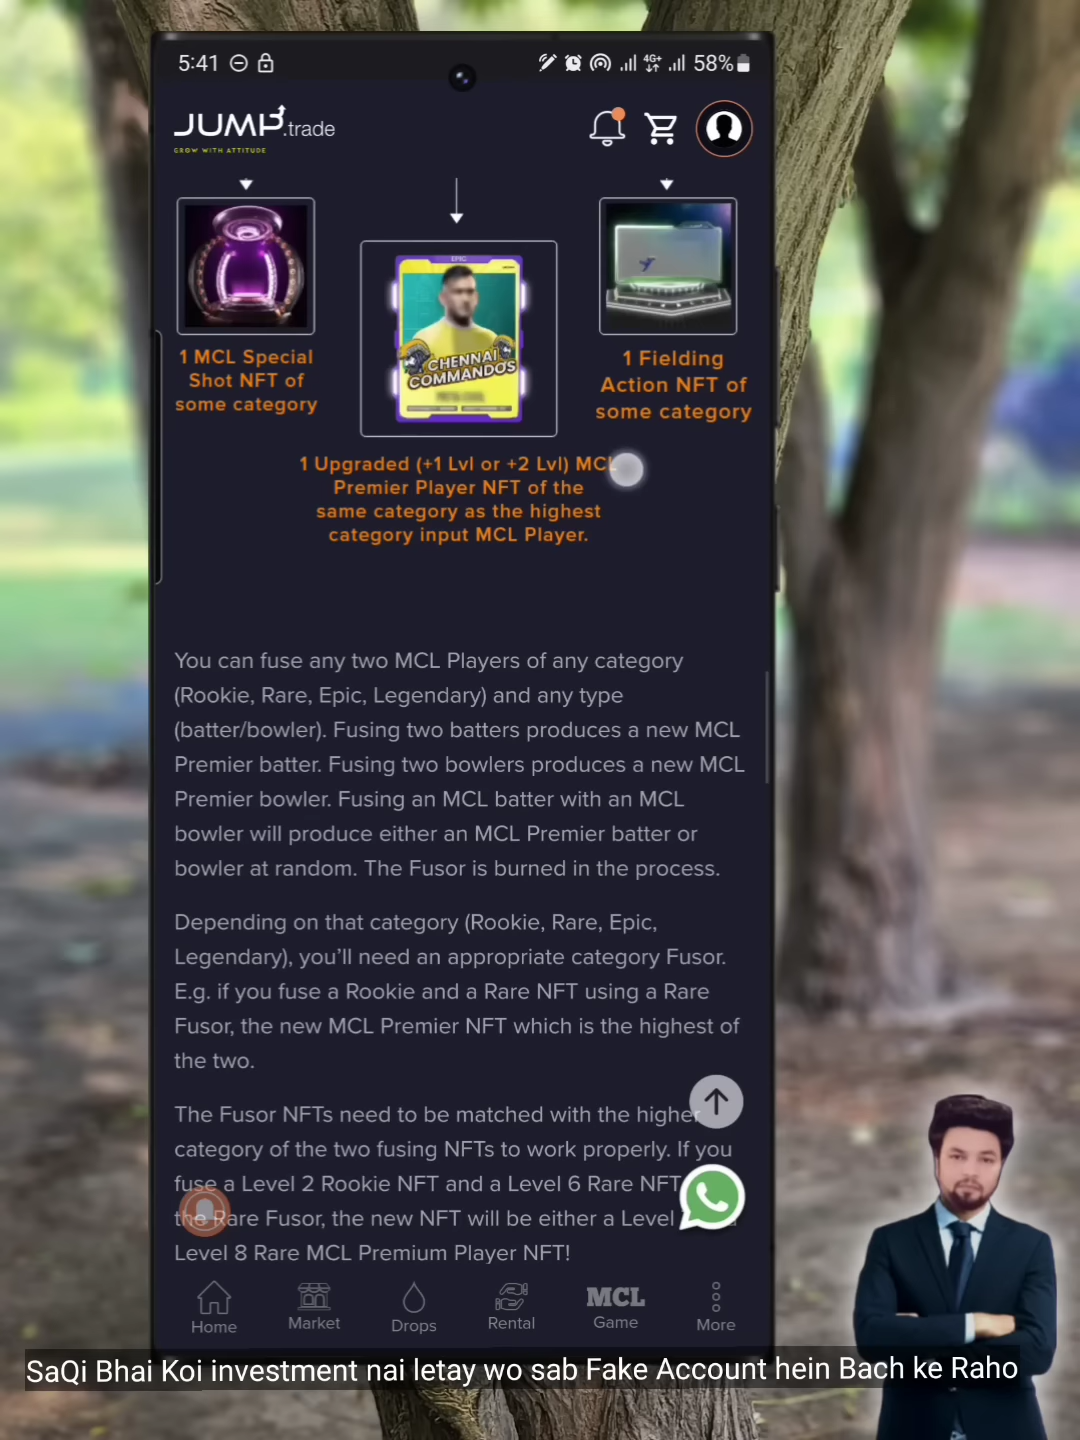 5:41
4G+
58%
JUMP.trade
GROW WITH ATTITUDE
EPIC
CHENNAI
COMMANDOS
1 MCL Special
Shot NFT of
some category
1 Fielding
Action NFT of
some category
1 Upgraded (+1 Lvl or +2 Lvl) MCL
Premier Player NFT of the
same category as the highest
category input MCL Player.
You can fuse any two MCL Players of any category
(Rookie, Rare, Epic, Legendary) and any type
(batter/bowler). Fusing two batters produces a new MCL
Premier batter. Fusing two bowlers produces a new MCL
Premier bowler. Fusing an MCL batter with an MCL
bowler will produce either an MCL Premier batter or
bowler at random. The Fusor is burned in the process.
Depending on that category (Rookie, Rare, Epic,
Legendary), you’ll need an appropriate category Fusor.
E.g. if you fuse a Rookie and a Rare NFT using a Rare
Fusor, the new MCL Premier NFT which is the highest of
the two.
The Fusor NFTs need to be matched with the higher
category of the two fusing NFTs to work properly. If you
fuse a Level 2 Rookie NFT and a Level 6 Rare NFT
the Rare Fusor, the new NFT will be either a Level
Level 8 Rare MCL Premium Player NFT!
Home
Market
Drops
Rental
MCL
Game
More
SaQi Bhai Koi investment nai letay wo sab Fake Account hein Bach ke Raho